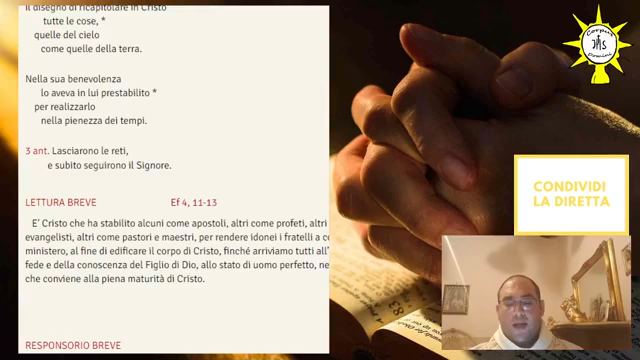 il disegno di ricapitolare in Cristo
tutte le cose, *
quelle del cielo
come quelle della terra.
Nella sua benevolenza
lo aveva in lui prestabilito *
per realizzarlo
nella pienezza dei tempi.
3 ant. Lasciarono le reti,
e subito seguirono il Signore.
LETTURA BREVE Ef 4, 11-13
E' Cristo che ha stabilito alcuni come apostoli, altri come profeti, altri
evangelisti, altri come pastori e maestri, per rendere idonei i fratelli a
ministero, al fine di edificare il corpo di Cristo, finché arriviamo tutti all'
fede e della conoscenza del Figlio di Dio, allo stato di uomo perfetto, ne
che conviene alla piena maturità di Cristo.
RESPONSORIO BREVE
Corpus
JHS
Domini
CONDIVIDI
LA DIRETTA
83